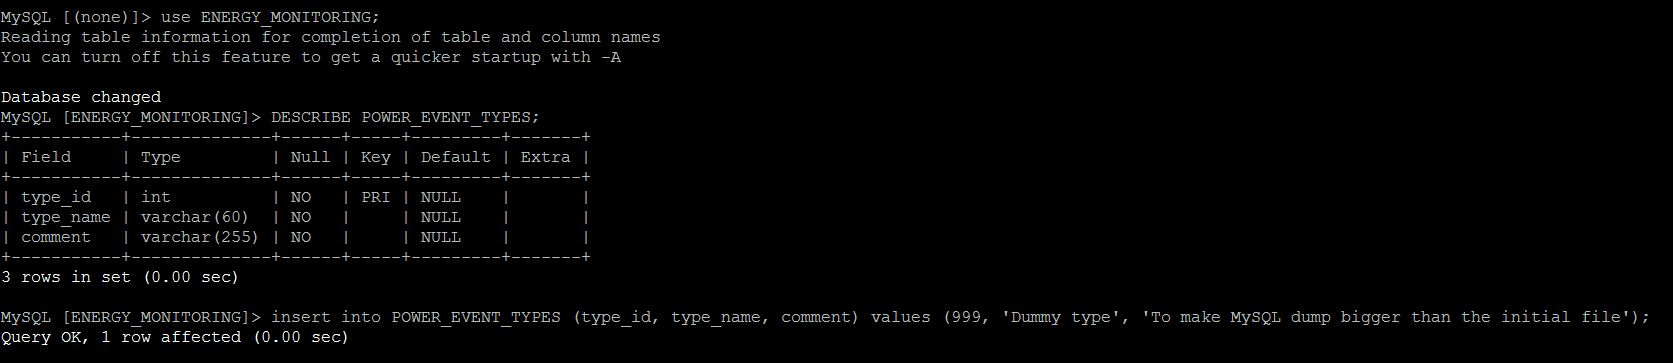 MySQL [(none)]> use ENERGY_MONITORING;
Reading table information for completion of table and column names
You can turn off this feature to get a quicker startup with -A

Database changed
MySQL [ENERGY_MONITORING]> DESCRIBE POWER_EVENT_TYPES;
+-----------+--------------+------+-----+---------+-------+
| Field     | Type         | Null | Key | Default | Extra |
+-----------+--------------+------+-----+---------+-------+
| type_id   | int          | NO   | PRI | NULL    |       |
| type_name | varchar(60)  | NO   |     | NULL    |       |
| comment   | varchar(255) | NO   |     | NULL    |       |
+-----------+--------------+------+-----+---------+-------+
3 rows in set (0.00 sec)

MySQL [ENERGY_MONITORING]> insert into POWER_EVENT_TYPES (type_id, type_name, comment) values (999, 'Dummy type', 'To make MySQL dump bigger than the initial file');
Query OK, 1 row affected (0.00 sec)